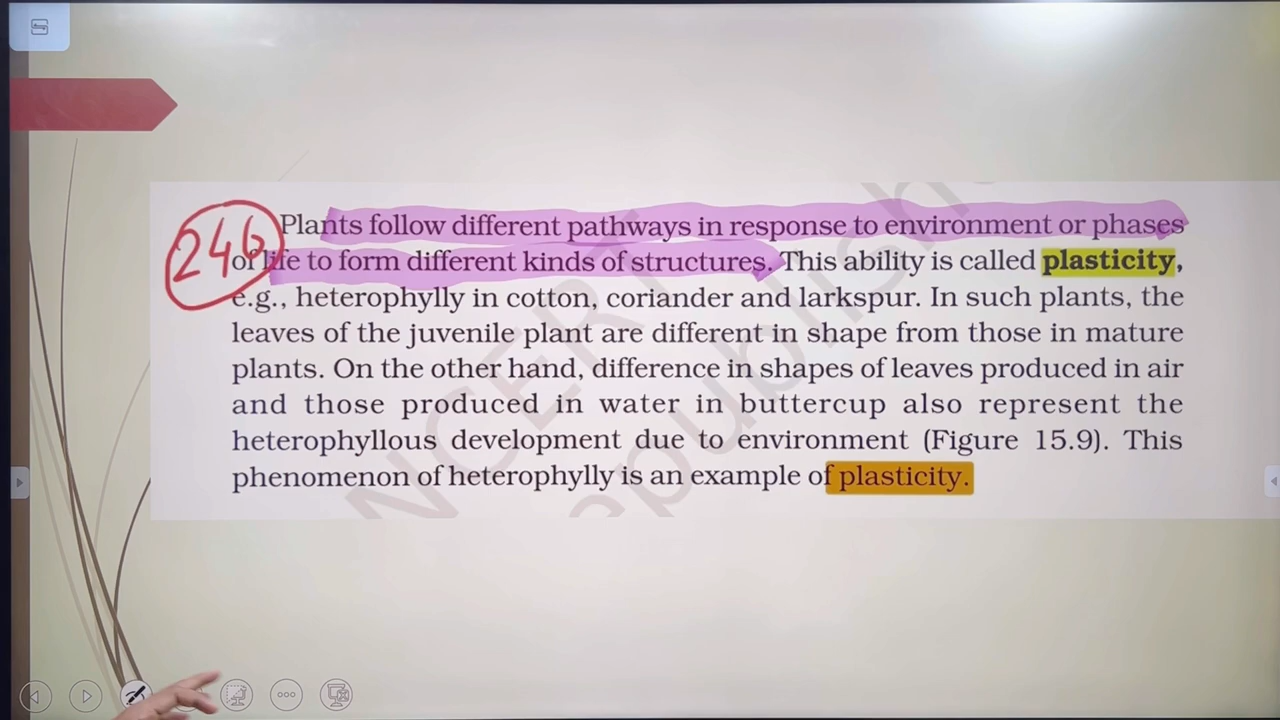 246
Plants follow different pathways in response to environment or phases
of life to form different kinds of structures. This ability is called plasticity,
e.g., heterophylly in cotton, coriander and larkspur. In such plants, the
leaves of the juvenile plant are different in shape from those in mature
plants. On the other hand, difference in shapes of leaves produced in air
and those produced in water in buttercup also represent the
heterophyllous development due to environment (Figure 15.9). This
phenomenon of heterophylly is an example of plasticity.
NCERT
republish